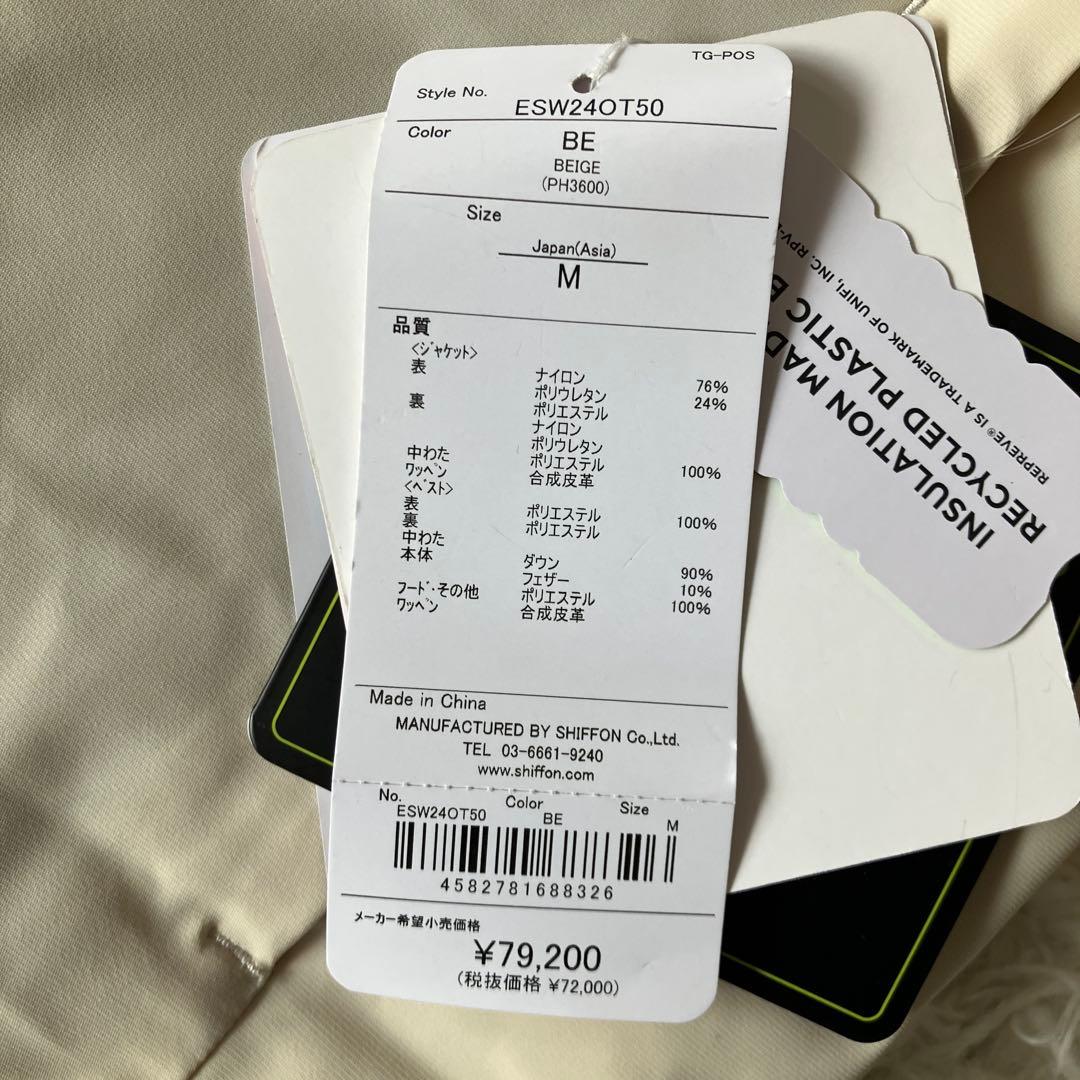 TG-POS
Style No.
ESW24OT50
Color
BE
BEIGE
(PH3600)
Size
Japan(Asia)
M
品質
<ジャケット>
表 ナイロン 76%
ポリウレタン 24%
裏 ポリエステル
ナイロン
ポリウレタン
中わた ポリエステル 100%
ワッペン 合成皮革
<ベスト>
表 ポリエステル 100%
裏 ポリエステル
中わた
本体 ダウン 90%
フェザー 10%
フード・その他 ポリエステル 100%
ワッペン 合成皮革
Made in China
MANUFACTURED BY SHIFFON Co.,Ltd.
TEL 03-6661-9240
www.shiffon.com
No. Color Size
ESW24OT50 BE M
4582781688326
メーカー希望小売価格
¥79,200
(税抜価格 ¥72,000)
INSULATION
RECYCLED PLASTIC
REPREVE® IS A TRADEMARK OF UNIFI, INC.